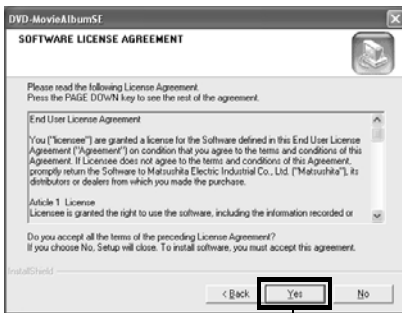 DVD-MovieAlbumSE
SOFTWARE LICENSE AGREEMENT
Please read the following License Agreement.
Press the PAGE DOWN key to see the rest of the agreement.
End User License Agreement
You ("licensee") are granted a license for the Software defined in this End User License
Agreement ("Agreement") on condition that you agree to the terms and conditions of this
Agreement. If Licensee does not agree to the terms and conditions of this Agreement,
promptly return the Software to Matsushita Electric Industrial Co., Ltd. ("Matsushita"), its
distributors or dealers from which you made the purchase.
Article 1 License
Licensee is granted the right to use the software, including the information recorded or
Do you accept all the terms of the preceding License Agreement?
If you choose No, Setup will close. To install software, you must accept this agreement.
InstallShield
< Back
Yes
No